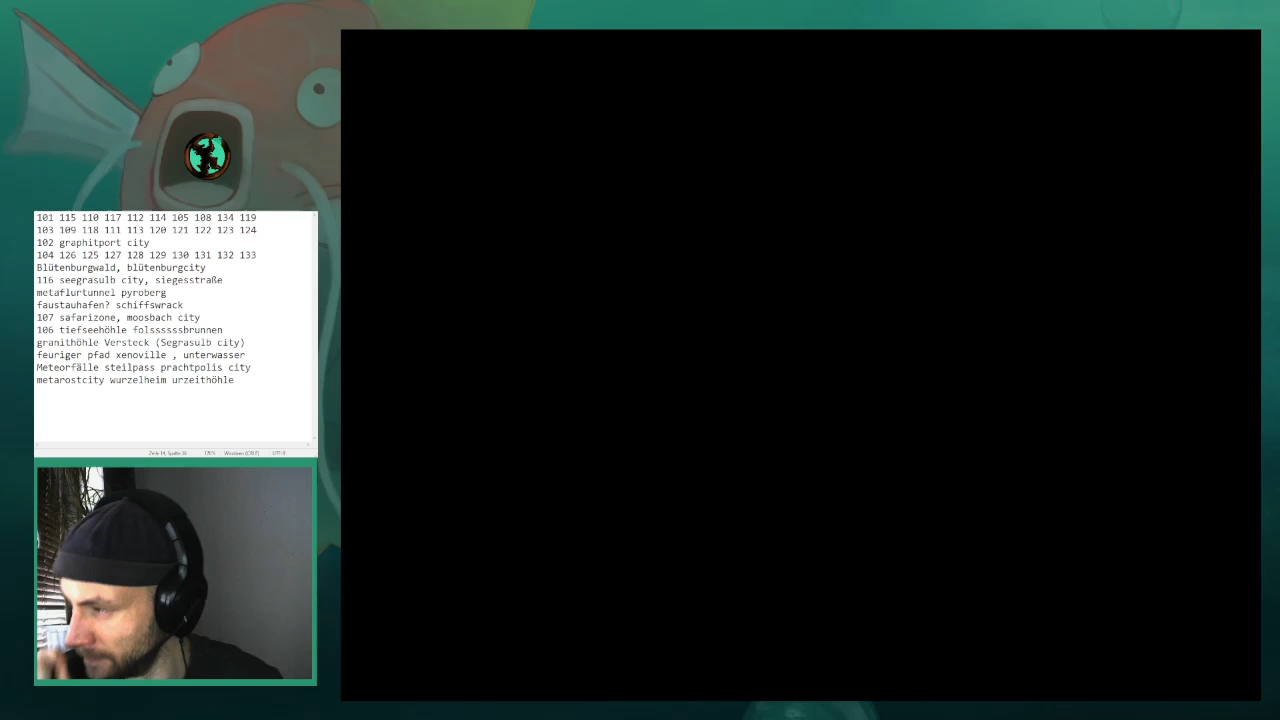 101 115 110 117 112 114 105 108 134 119
103 109 118 111 113 120 121 122 123 124
102 graphitport city
104 126 125 127 128 129 130 131 132 133
Blütenburgwald, blütenburgcity
116 seegrasulb city, siegesstraße
metaflurtunnel pyroberg
faustauhafen? schiffswrack
107 safarizone, moosbach city
106 tiefseehöhle folssssssbrunnen
granithöhle Versteck (Segrasulb city)
feuriger pfad xenoville , unterwasser
Meteorfälle steilpass prachtpolis city
metarostcity wurzelheim urzeithöhle